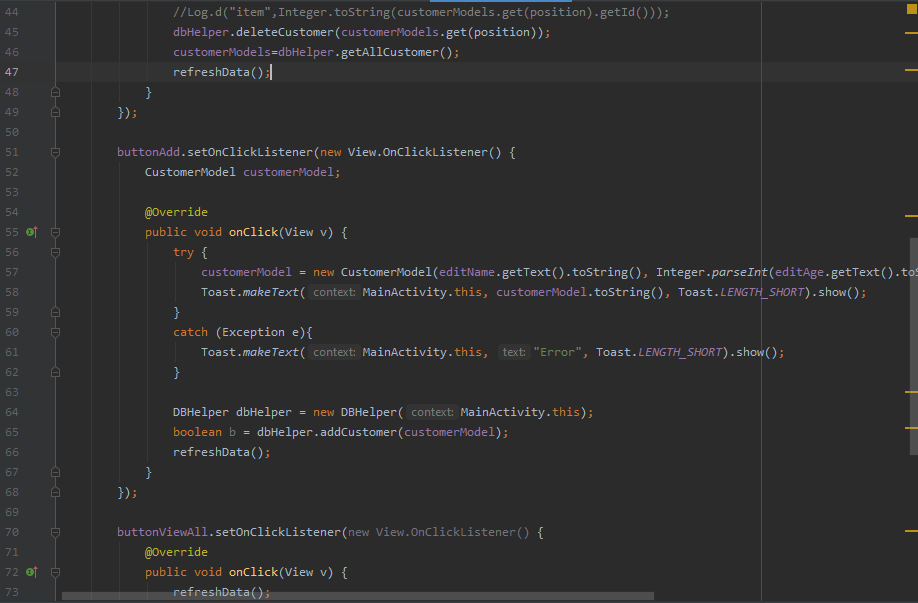 44 //Log.d("item",Integer.toString(customerModels.get(position).getId()));
45 dbHelper.deleteCustomer(customerModels.get(position));
46 customerModels=dbHelper.getAllCustomer();
47 refreshData();
48 }
49 });
50
51 buttonAdd.setOnClickListener(new View.OnClickListener() {
52 CustomerModel customerModel;
53
54 @Override
55 public void onClick(View v) {
56 try {
57 customerModel = new CustomerModel(editName.getText().toString(), Integer.parseInt(editAge.getText().toS
58 Toast.makeText( context: MainActivity.this, customerModel.toString(), Toast.LENGTH_SHORT).show();
59 }
60 catch (Exception e){
61 Toast.makeText( context: MainActivity.this, text: "Error", Toast.LENGTH_SHORT).show();
62 }
63
64 DBHelper dbHelper = new DBHelper( context: MainActivity.this);
65 boolean b = dbHelper.addCustomer(customerModel);
66 refreshData();
67 }
68 });
69
70 buttonViewAll.setOnClickListener(new View.OnClickListener() {
71 @Override
72 public void onClick(View v) {
73 refreshData();